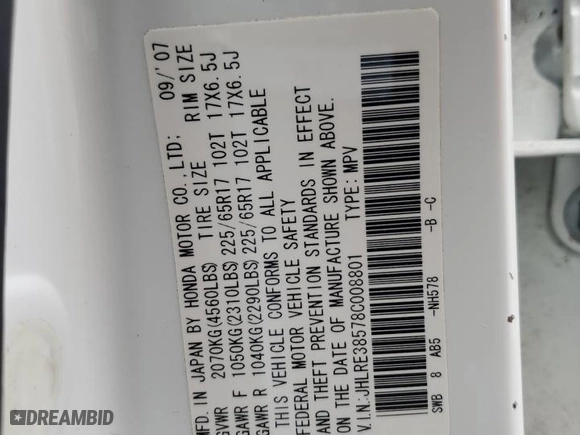 MFD. IN JAPAN BY HONDA MOTOR CO.,LTD; 09/'07
GVWR 2070KG(4560LBS) TIRE SIZE RIM SIZE
GAWR F 1050KG(2310LBS) 225/65R17 102T 17X6.5J
GAWR R 1040KG(2290LBS) 225/65R17 102T 17X6.5J
THIS VEHICLE CONFORMS TO ALL APPLICABLE
FEDERAL MOTOR VEHICLE SAFETY
AND THEFT PREVENTION STANDARDS IN EFFECT
ON THE DATE OF MANUFACTURE SHOWN ABOVE.
V.I.N:JHLRE38578C008801 TYPE: MPV
SWB 8 AB5 -NH578 -B -C
DREAMBID